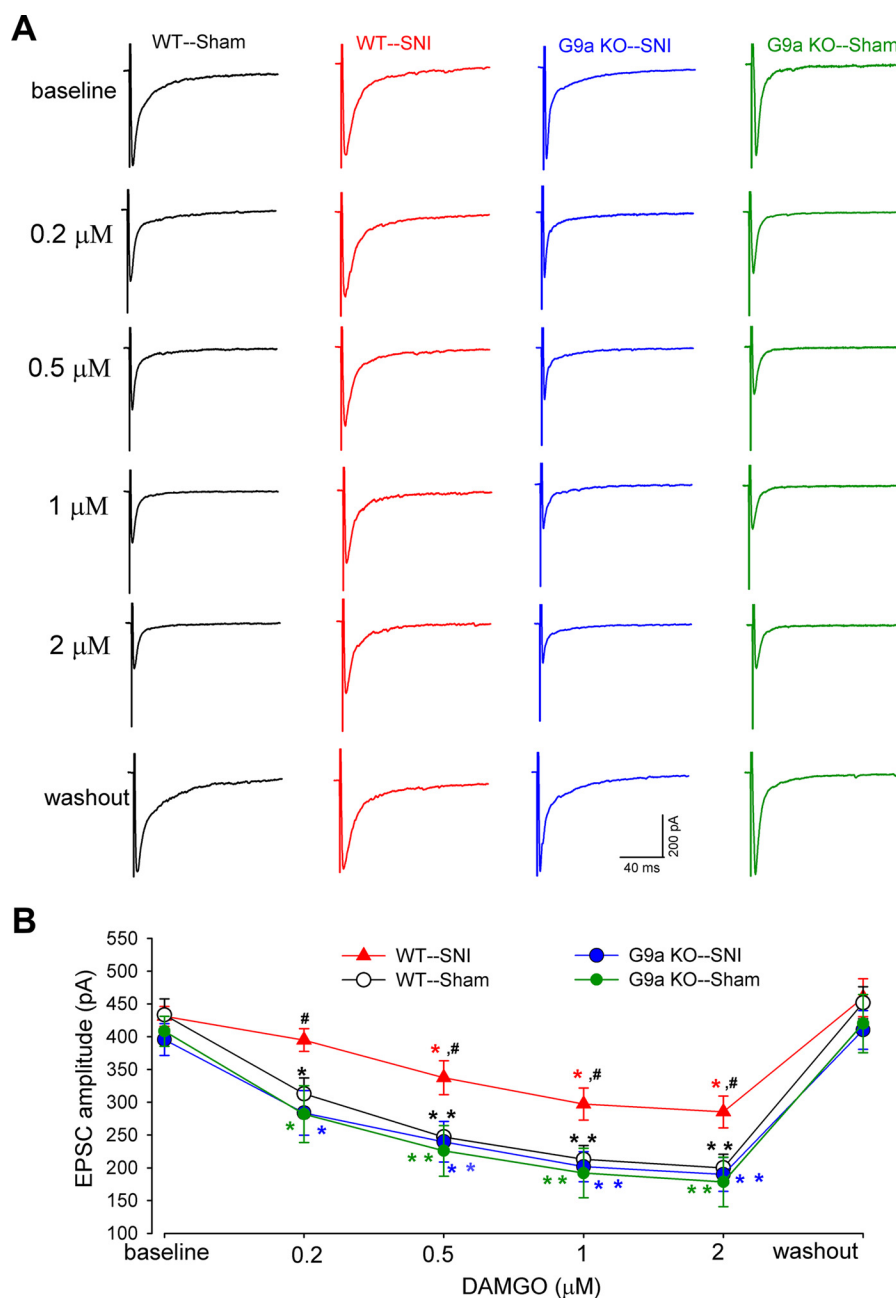 A
WT--Sham WT--SNI G9a KO--SNI G9a KO--Sham
baseline
0.2 μM
0.5 μM
1 μM
2 μM
washout
200 pA
40 ms
B
550
500
450
400
350
300
250
200
150
100
EPSC amplitude (pA)
WT--SNI G9a KO--SNI
WT--Sham G9a KO--Sham
#
*
* *
* ,#
* *
* * * *
* ,#
* *
* * * *
* ,#
* *
* * * *
baseline 0.2 0.5 1 2 washout
DAMGO (μM)